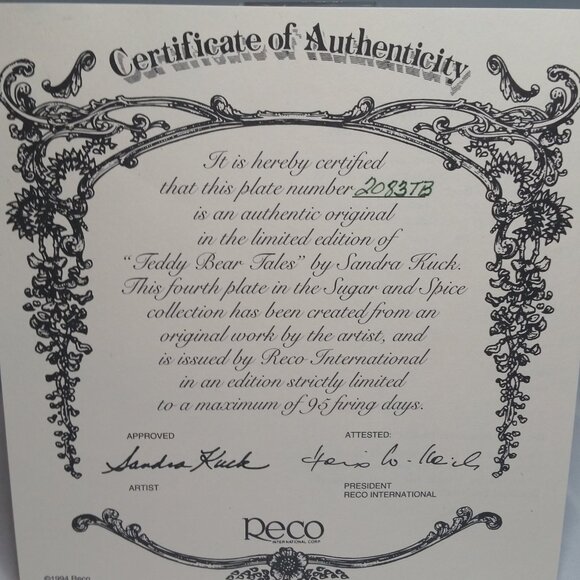 Certificate of Authenticity
It is hereby certified
that this plate number 2083TB
is an authentic original
in the limited edition of
"Teddy Bear Tales" by Sandra Kuck.
This fourth plate in the Sugar and Spice
collection has been created from an
original work by the artist, and
is issued by Reco International
in an edition strictly limited
to a maximum of 95 firing days.
APPROVED ATTESTED:
Sandra Kuck
ARTIST PRESIDENT
RECO INTERNATIONAL
Reco
INTERNATIONAL CORP.
©1994 Reco